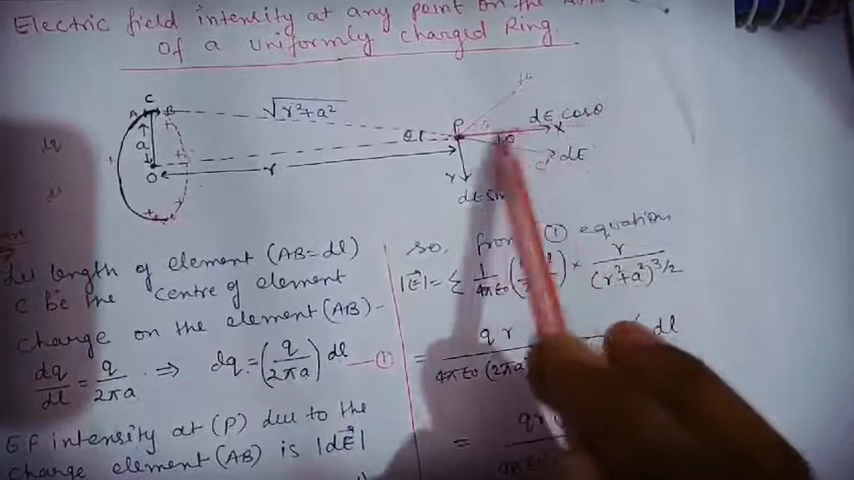 Electric field intensity at any point on the
of a uniformly charged Ring.
C
A B
√r²+a²
a
O
r
θ
P
dE cosθ
x
θ
dE
Y
dE sin
length of element (AB=dl)
C be the centre of element
charge on the element (AB) -
dq/dl = q/2πa ⇒ dq = (q/2πa) dl — ①
E.F intensity at (P) due to the
charge element (AB) is |dE⃗|
so, from ① equation
|E⃗| = Σ 1/4πε0 × r/(r²+a²)^3/2
= qr / 4πε0 (2πa) dl
=